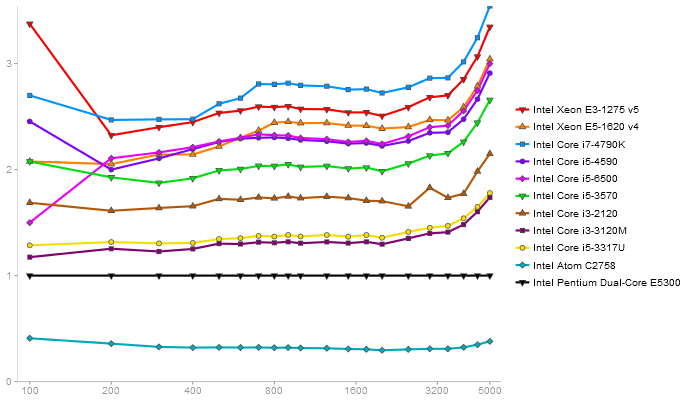 3
2
1
0
100
200
400
800
1600
3200
5000
Intel Xeon E3-1275 v5
Intel Xeon E5-1620 v4
Intel Core i7-4790K
Intel Core i5-4590
Intel Core i5-6500
Intel Core i5-3570
Intel Core i3-2120
Intel Core i3-3120M
Intel Core i5-3317U
Intel Atom C2758
Intel Pentium Dual-Core E5300